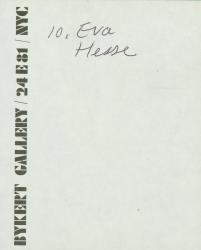 10. Eva
Hesse
BYKERT GALLERY / 24 E 81 / NYC